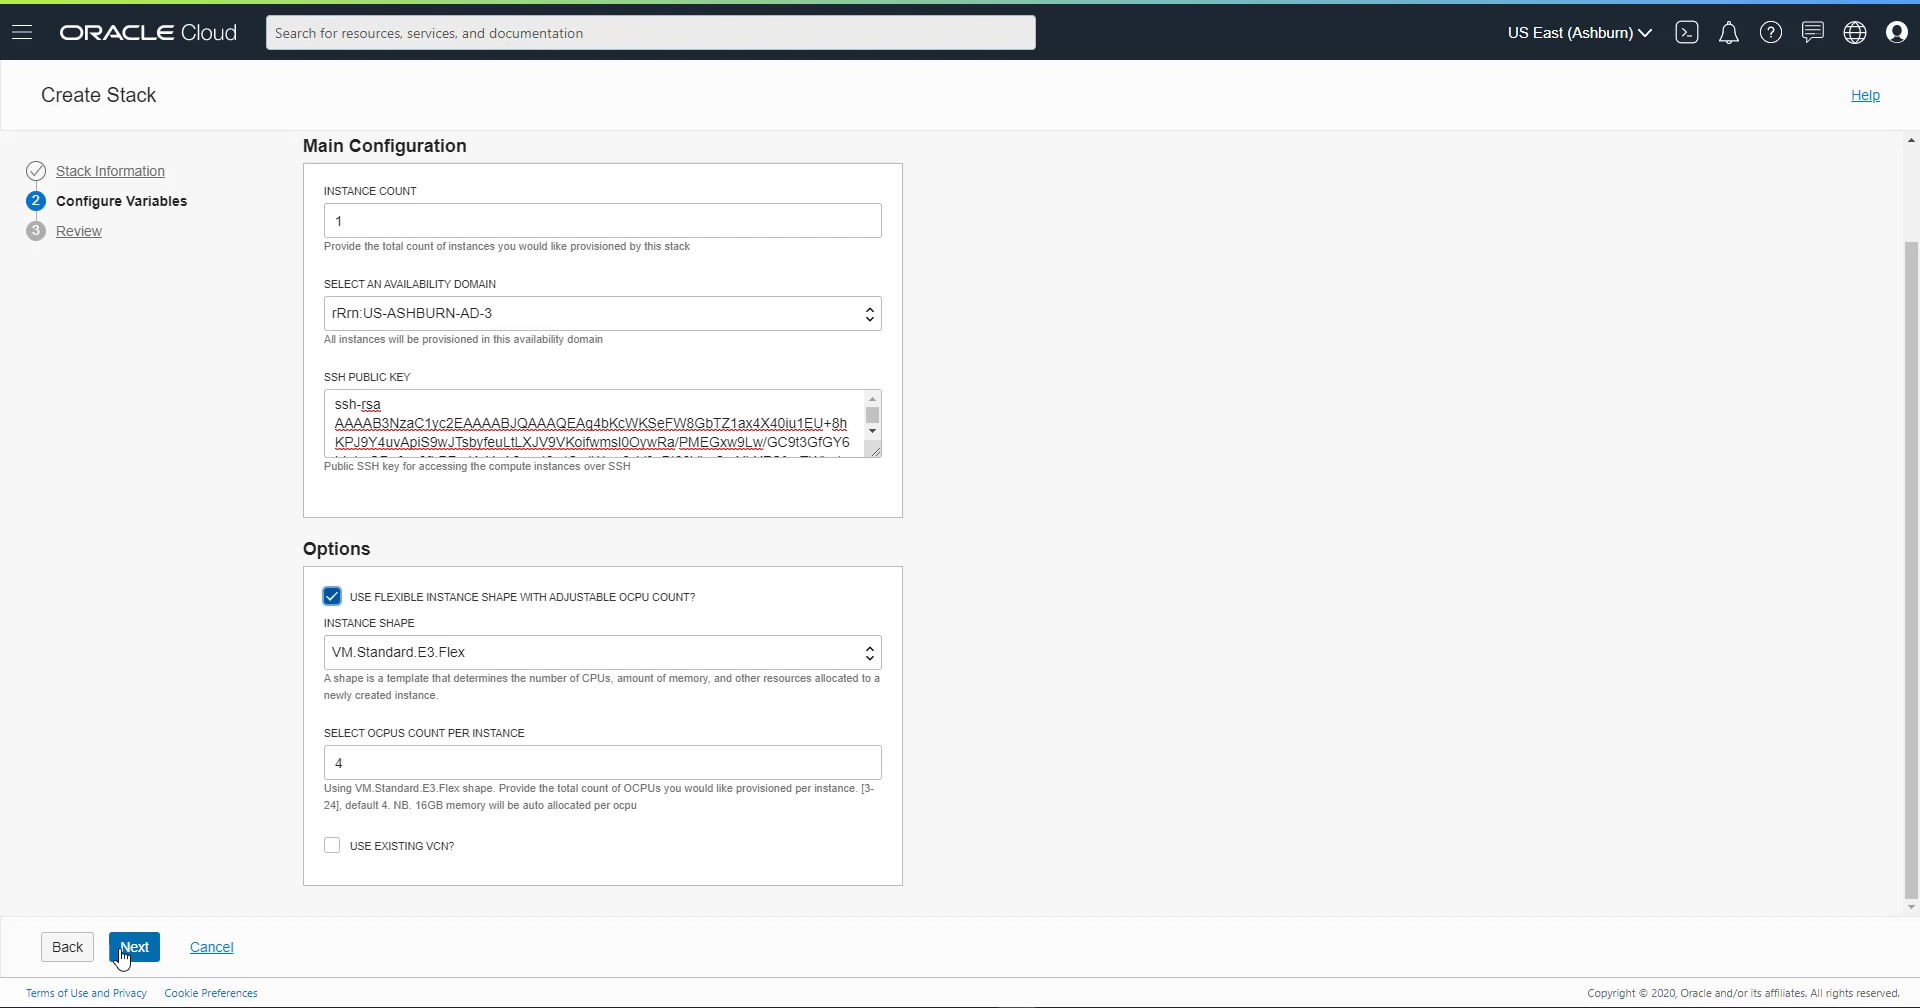 ORACLE Cloud
Search for resources, services, and documentation
US East (Ashburn)
Create Stack
Help
Stack Information
2 Configure Variables
3 Review
Main Configuration
INSTANCE COUNT
1
Provide the total count of instances you would like provisioned by this stack
SELECT AN AVAILABILITY DOMAIN
rRrn:US-ASHBURN-AD-3
All instances will be provisioned in this availability domain
SSH PUBLIC KEY
ssh-rsa
AAAAB3NzaC1yc2EAAAABJQAAAQEAq4bKcWKSeFW8GbTZ1ax4X40iu1EU+8h
KPJ9Y4uvApiS9wJTsbyfeuLtLXJV9VKoifwmsl0OywRa/PMEGxw9Lw/GC9t3GfGY6
Public SSH key for accessing the compute instances over SSH
Options
USE FLEXIBLE INSTANCE SHAPE WITH ADJUSTABLE OCPU COUNT?
INSTANCE SHAPE
VM.Standard.E3.Flex
A shape is a template that determines the number of CPUs, amount of memory, and other resources allocated to a
newly created instance.
SELECT OCPUS COUNT PER INSTANCE
4
Using VM.Standard.E3.Flex shape. Provide the total count of OCPUs you would like provisioned per instance. [3-
24], default 4. NB. 16GB memory will be auto allocated per ocpu
USE EXISTING VCN?
Back
Next
Cancel
Terms of Use and Privacy
Cookie Preferences
Copyright © 2020, Oracle and/or its affiliates. All rights reserved.